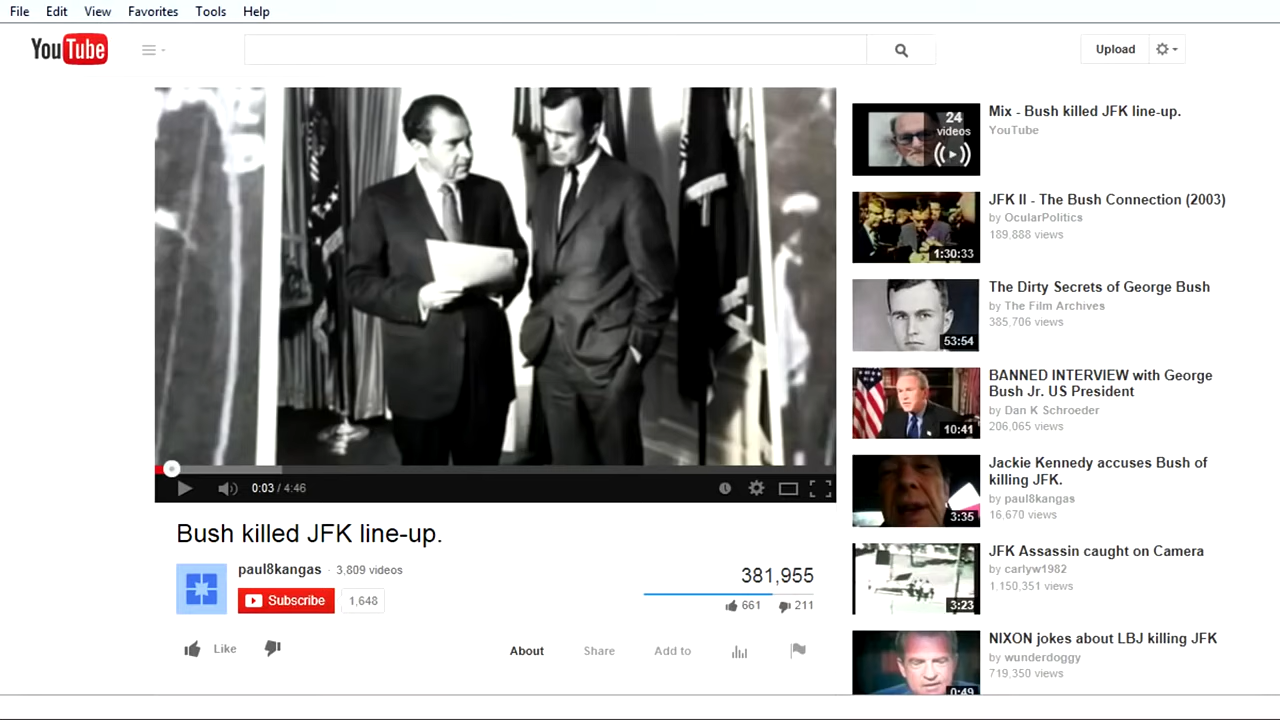 File Edit View Favorites Tools Help
YouTube
Upload
24
videos
Mix - Bush killed JFK line-up.
YouTube
JFK II - The Bush Connection (2003)
by OcularPolitics
189,888 views
1:30:33
The Dirty Secrets of George Bush
by The Film Archives
385,706 views
53:54
BANNED INTERVIEW with George
Bush Jr. US President
by Dan K Schroeder
206,065 views
10:41
Jackie Kennedy accuses Bush of
killing JFK.
by paul8kangas
16,670 views
3:35
JFK Assassin caught on Camera
by carlyw1982
1,150,351 views
3:23
NIXON jokes about LBJ killing JFK
by wunderdoggy
719,350 views
0:49
0:03 / 4:46
Bush killed JFK line-up.
paul8kangas · 3,809 videos
Subscribe 1,648
381,955
661 211
Like
About Share Add to